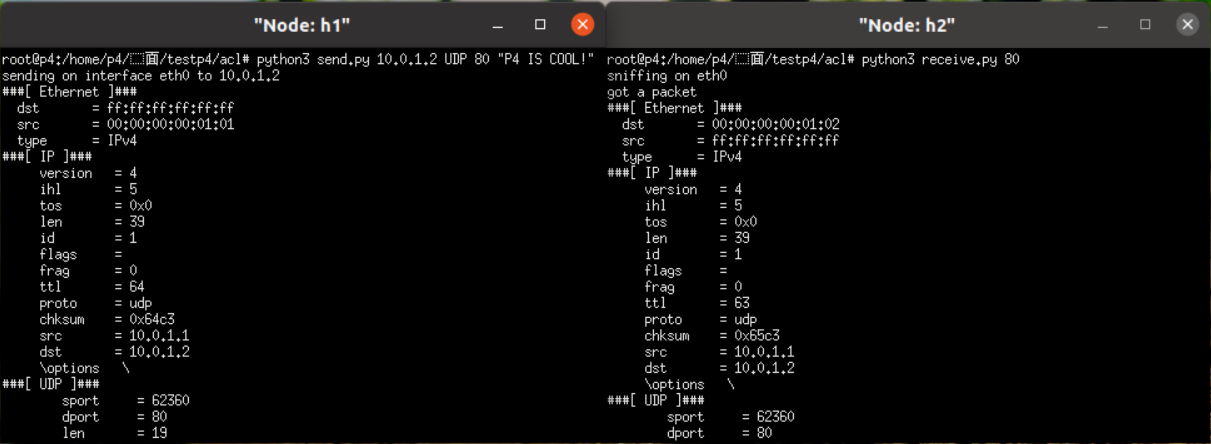 "Node: h1"
root@p4:/home/p4/面/testp4/acl# python3 send.py 10.0.1.2 UDP 80 "P4 IS COOL!"
sending on interface eth0 to 10.0.1.2
###[ Ethernet ]###
dst = ff:ff:ff:ff:ff:ff
src = 00:00:00:00:01:01
type = IPv4
###[ IP ]###
version = 4
ihl = 5
tos = 0x0
len = 39
id = 1
flags =
frag = 0
ttl = 64
proto = udp
chksum = 0x64c3
src = 10.0.1.1
dst = 10.0.1.2
\options \
###[ UDP ]###
sport = 62360
dport = 80
len = 19
"Node: h2"
root@p4:/home/p4/面/testp4/acl# python3 receive.py 80
sniffing on eth0
got a packet
###[ Ethernet ]###
dst = 00:00:00:00:01:02
src = ff:ff:ff:ff:ff:ff
type = IPv4
###[ IP ]###
version = 4
ihl = 5
tos = 0x0
len = 39
id = 1
flags =
frag = 0
ttl = 63
proto = udp
chksum = 0x65c3
src = 10.0.1.1
dst = 10.0.1.2
\options \
###[ UDP ]###
sport = 62360
dport = 80